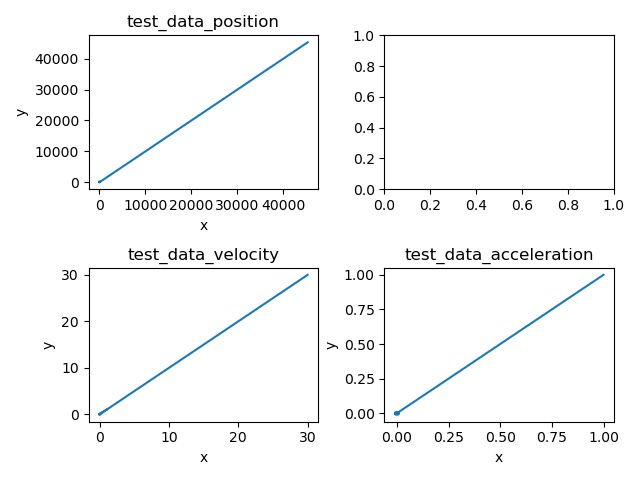 test_data_position
y
40000
30000
20000
10000
0
0 10000 20000 30000 40000
x
1.0
0.8
0.6
0.4
0.2
0.0
0.0 0.2 0.4 0.6 0.8 1.0
test_data_velocity
y
30
20
10
0
0 10 20 30
x
test_data_acceleration
y
1.00
0.75
0.50
0.25
0.00
0.00 0.25 0.50 0.75 1.00
x